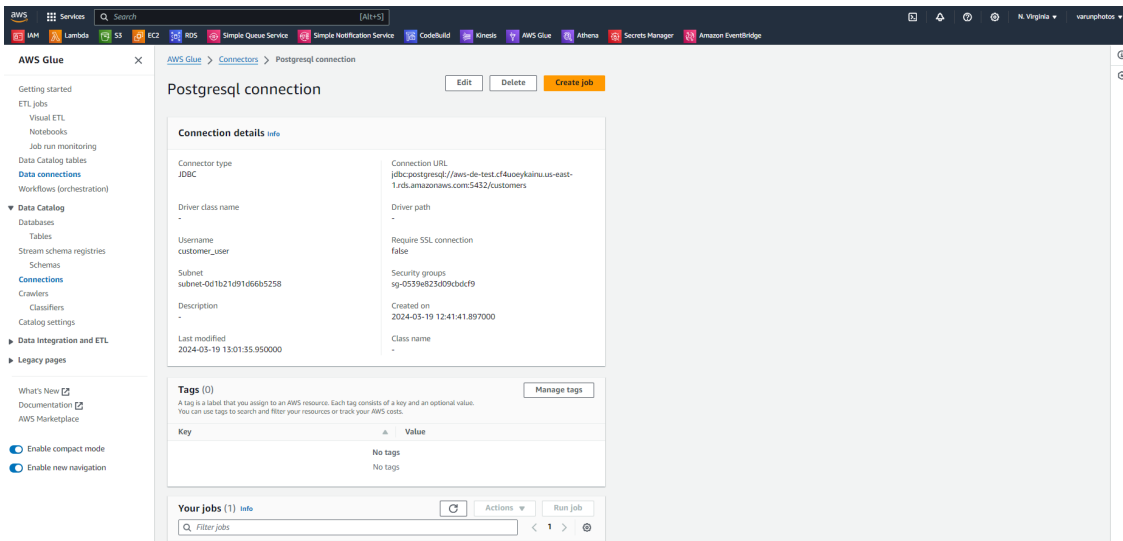 aws
Services
Search
[Alt+S]
N. Virginia
varunphotos
IAM
Lambda
S3
EC2
RDS
Simple Queue Service
Simple Notification Service
CodeBuild
Kinesis
AWS Glue
Athena
Secrets Manager
Amazon EventBridge
AWS Glue
Getting started
ETL jobs
Visual ETL
Notebooks
Job run monitoring
Data Catalog tables
Data connections
Workflows (orchestration)
Data Catalog
Databases
Tables
Stream schema registries
Schemas
Connections
Crawlers
Classifiers
Catalog settings
Data Integration and ETL
Legacy pages
What's New
Documentation
AWS Marketplace
Enable compact mode
Enable new navigation
AWS Glue > Connectors > Postgresql connection
Postgresql connection
Edit
Delete
Create job
Connection details Info
Connector type
JDBC
Connection URL
jdbc:postgresql://aws-de-test.cf4uoeykainu.us-east-
1.rds.amazonaws.com:5432/customers
Driver class name
-
Driver path
-
Username
customer_user
Require SSL connection
false
Subnet
subnet-0d1b21d91d66b5258
Security groups
sg-0539e823d09cbdcf9
Description
-
Created on
2024-03-19 12:41:41.897000
Last modified
2024-03-19 13:01:35.950000
Class name
-
Tags (0)
Manage tags
A tag is a label that you assign to an AWS resource. Each tag consists of a key and an optional value.
You can use tags to search and filter your resources or track your AWS costs.
Key
Value
No tags
No tags
Your jobs (1) Info
Actions
Run job
Filter jobs
1